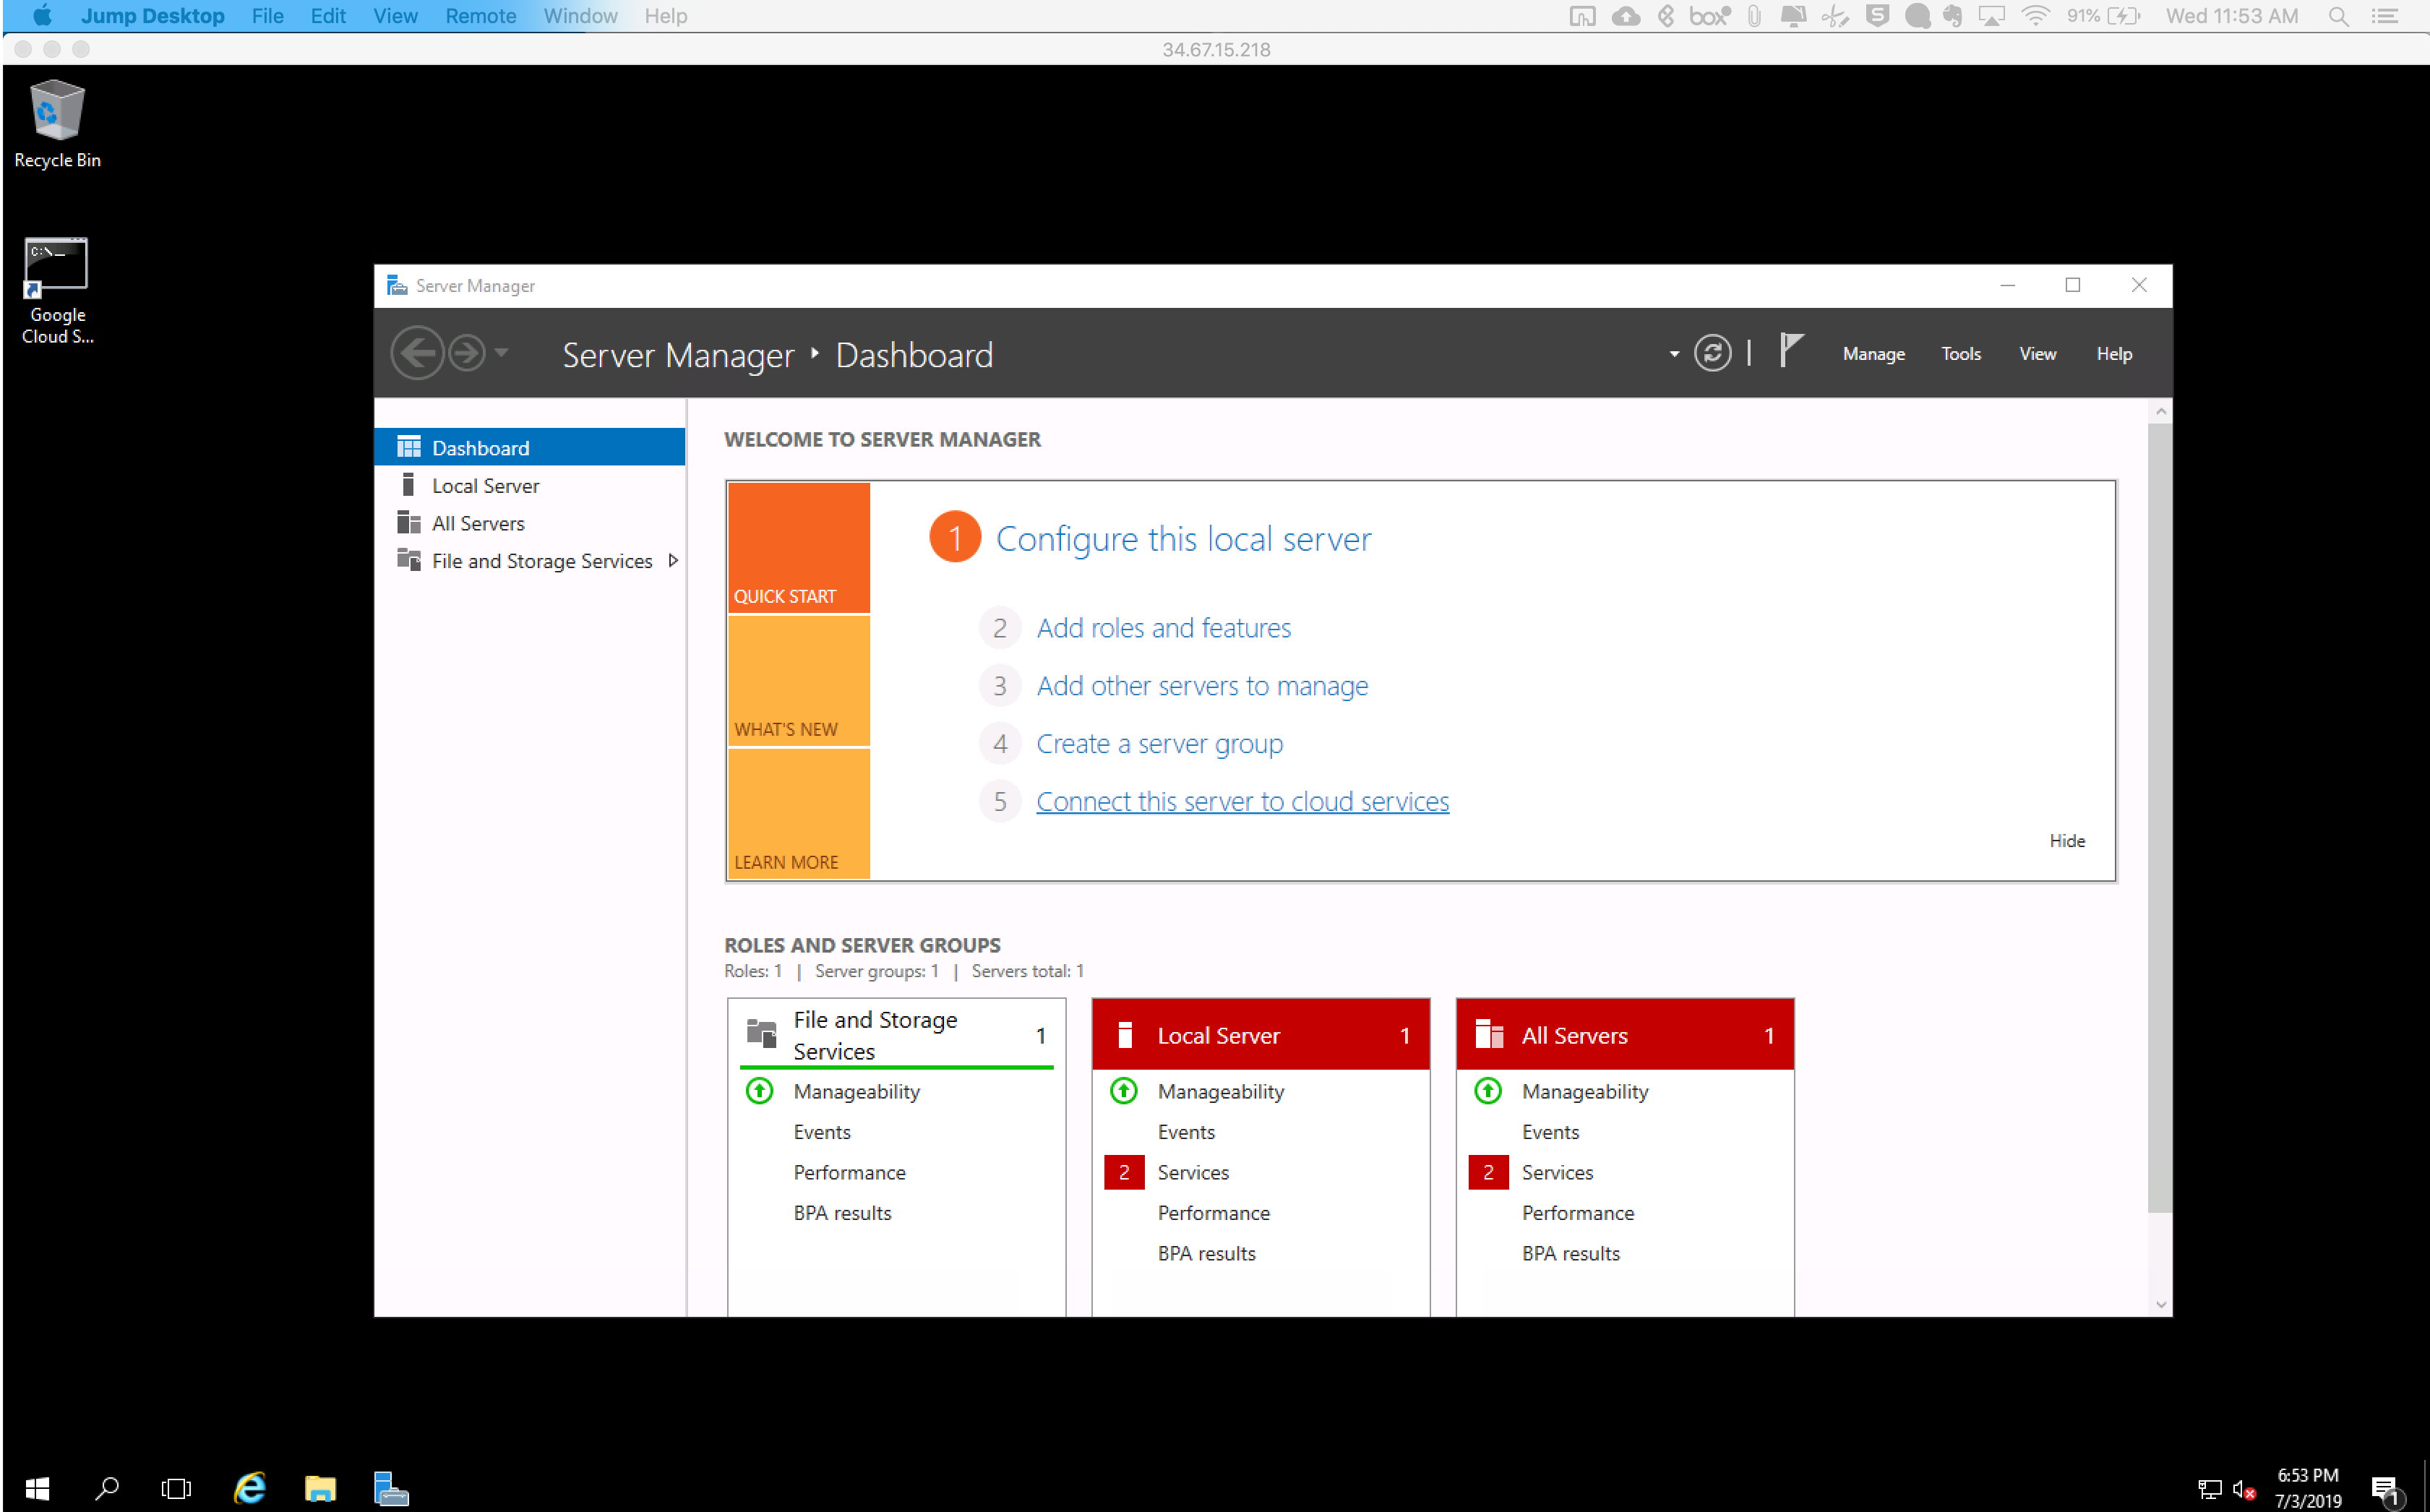 Jump Desktop File Edit View Remote Window Help box 91% Wed 11:53 AM
34.67.15.218
Recycle Bin
C:\_
Google
Cloud S...
Server Manager
Server Manager Dashboard
Manage Tools View Help
Dashboard
Local Server
All Servers
File and Storage Services
WELCOME TO SERVER MANAGER
QUICK START
WHAT'S NEW
LEARN MORE
1 Configure this local server
2 Add roles and features
3 Add other servers to manage
4 Create a server group
5 Connect this server to cloud services
Hide
ROLES AND SERVER GROUPS
Roles: 1 | Server groups: 1 | Servers total: 1
File and Storage
Services 1
Manageability
Events
Performance
BPA results
Local Server 1
Manageability
Events
2 Services
Performance
BPA results
All Servers 1
Manageability
Events
2 Services
Performance
BPA results
6:53 PM
7/3/2019
1